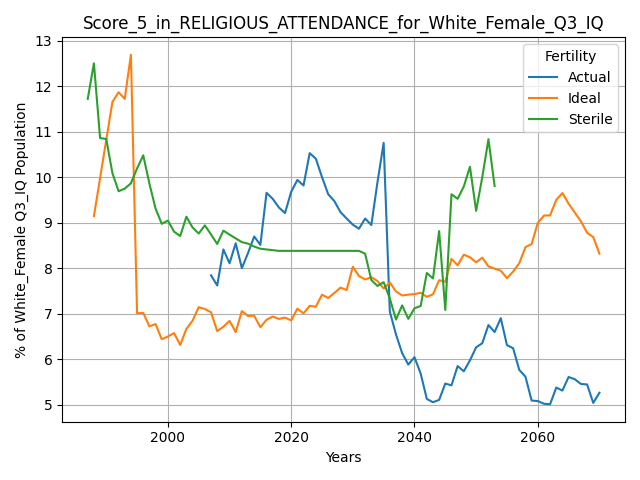 Score_5_in_RELIGIOUS_ATTENDANCE_for_White_Female_Q3_IQ
% of White_Female Q3_IQ Population
13
12
11
10
9
8
7
6
5
Fertility
Actual
Ideal
Sterile
2000
2020
2040
2060
Years